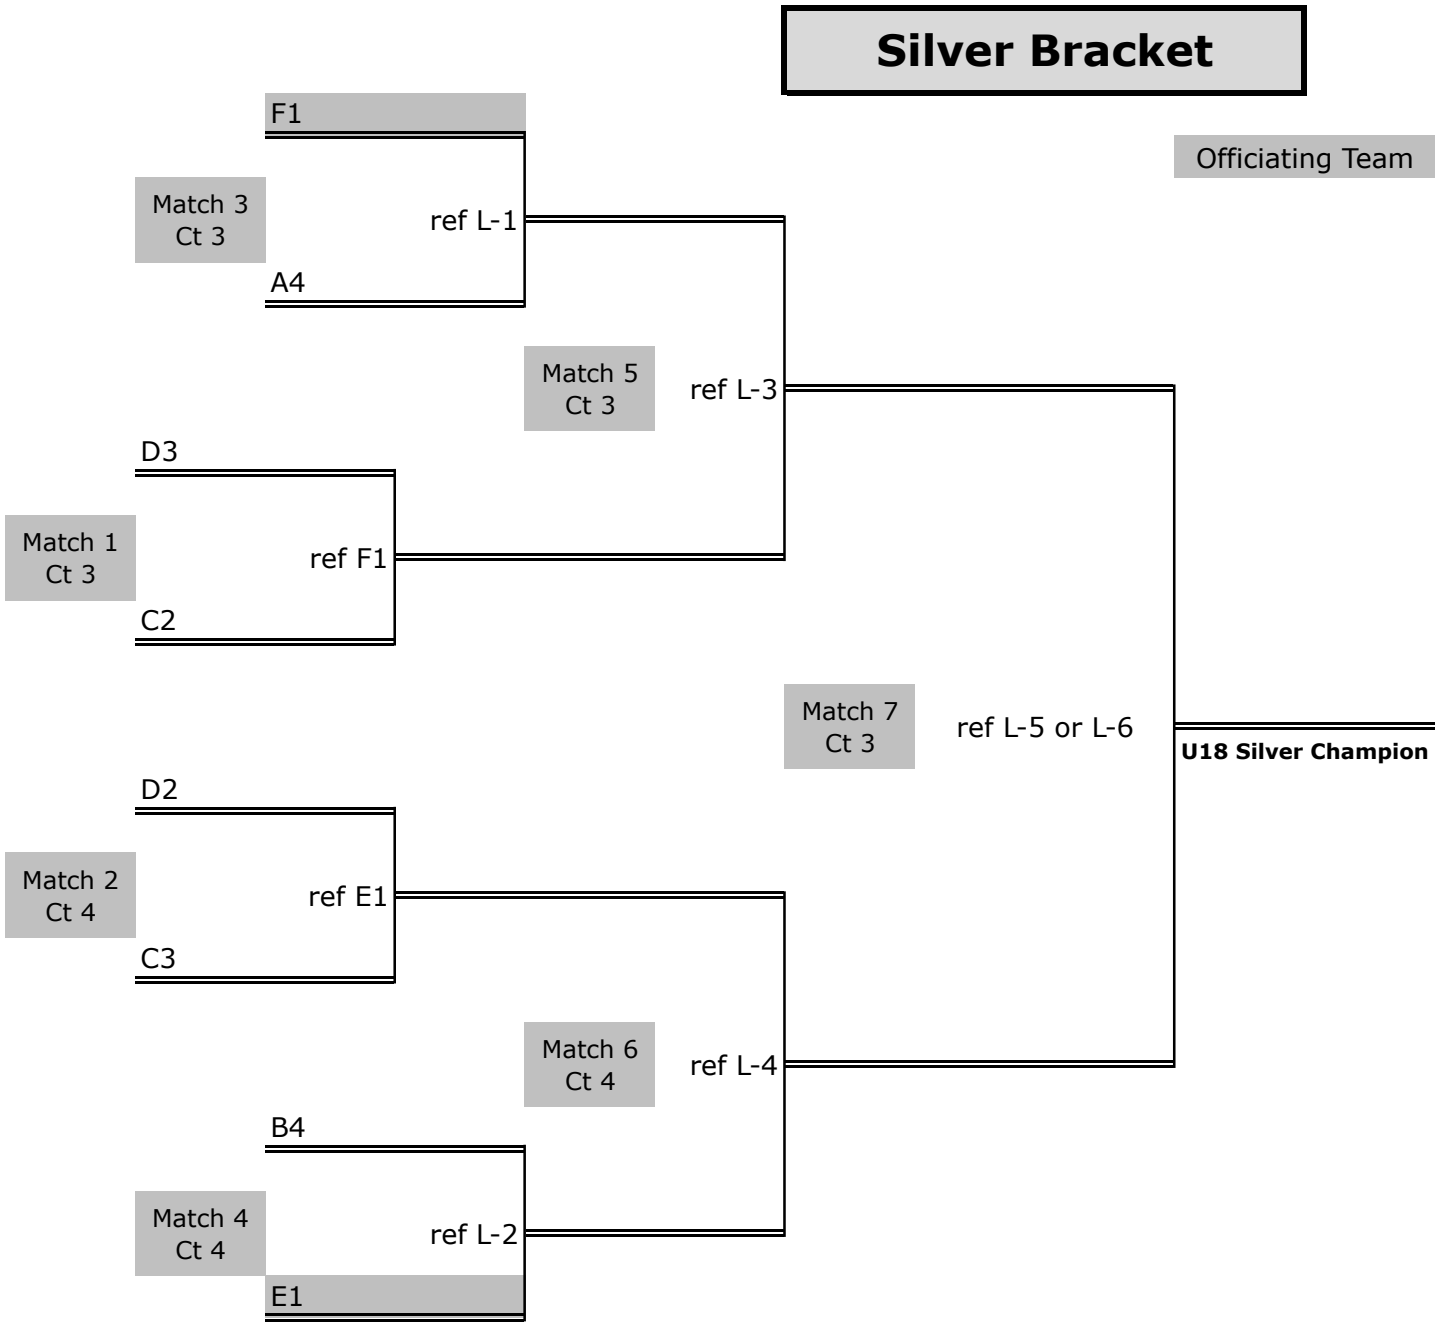 Silver Bracket
F1
Officiating Team
Match 3
Ct 3
ref L-1
A4
Match 5
Ct 3
ref L-3
D3
Match 1
Ct 3
ref F1
C2
Match 7
Ct 3
ref L-5 or L-6
U18 Silver Champion
D2
Match 2
Ct 4
ref E1
C3
Match 6
Ct 4
ref L-4
B4
Match 4
Ct 4
ref L-2
E1